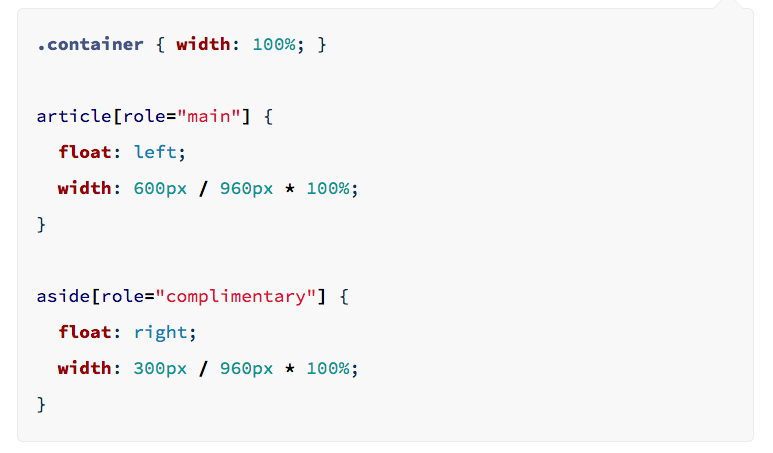 .container { width: 100%; }
article[role="main"] {
float: left;
width: 600px / 960px * 100%;
}
aside[role="complimentary"] {
float: right;
width: 300px / 960px * 100%;
}